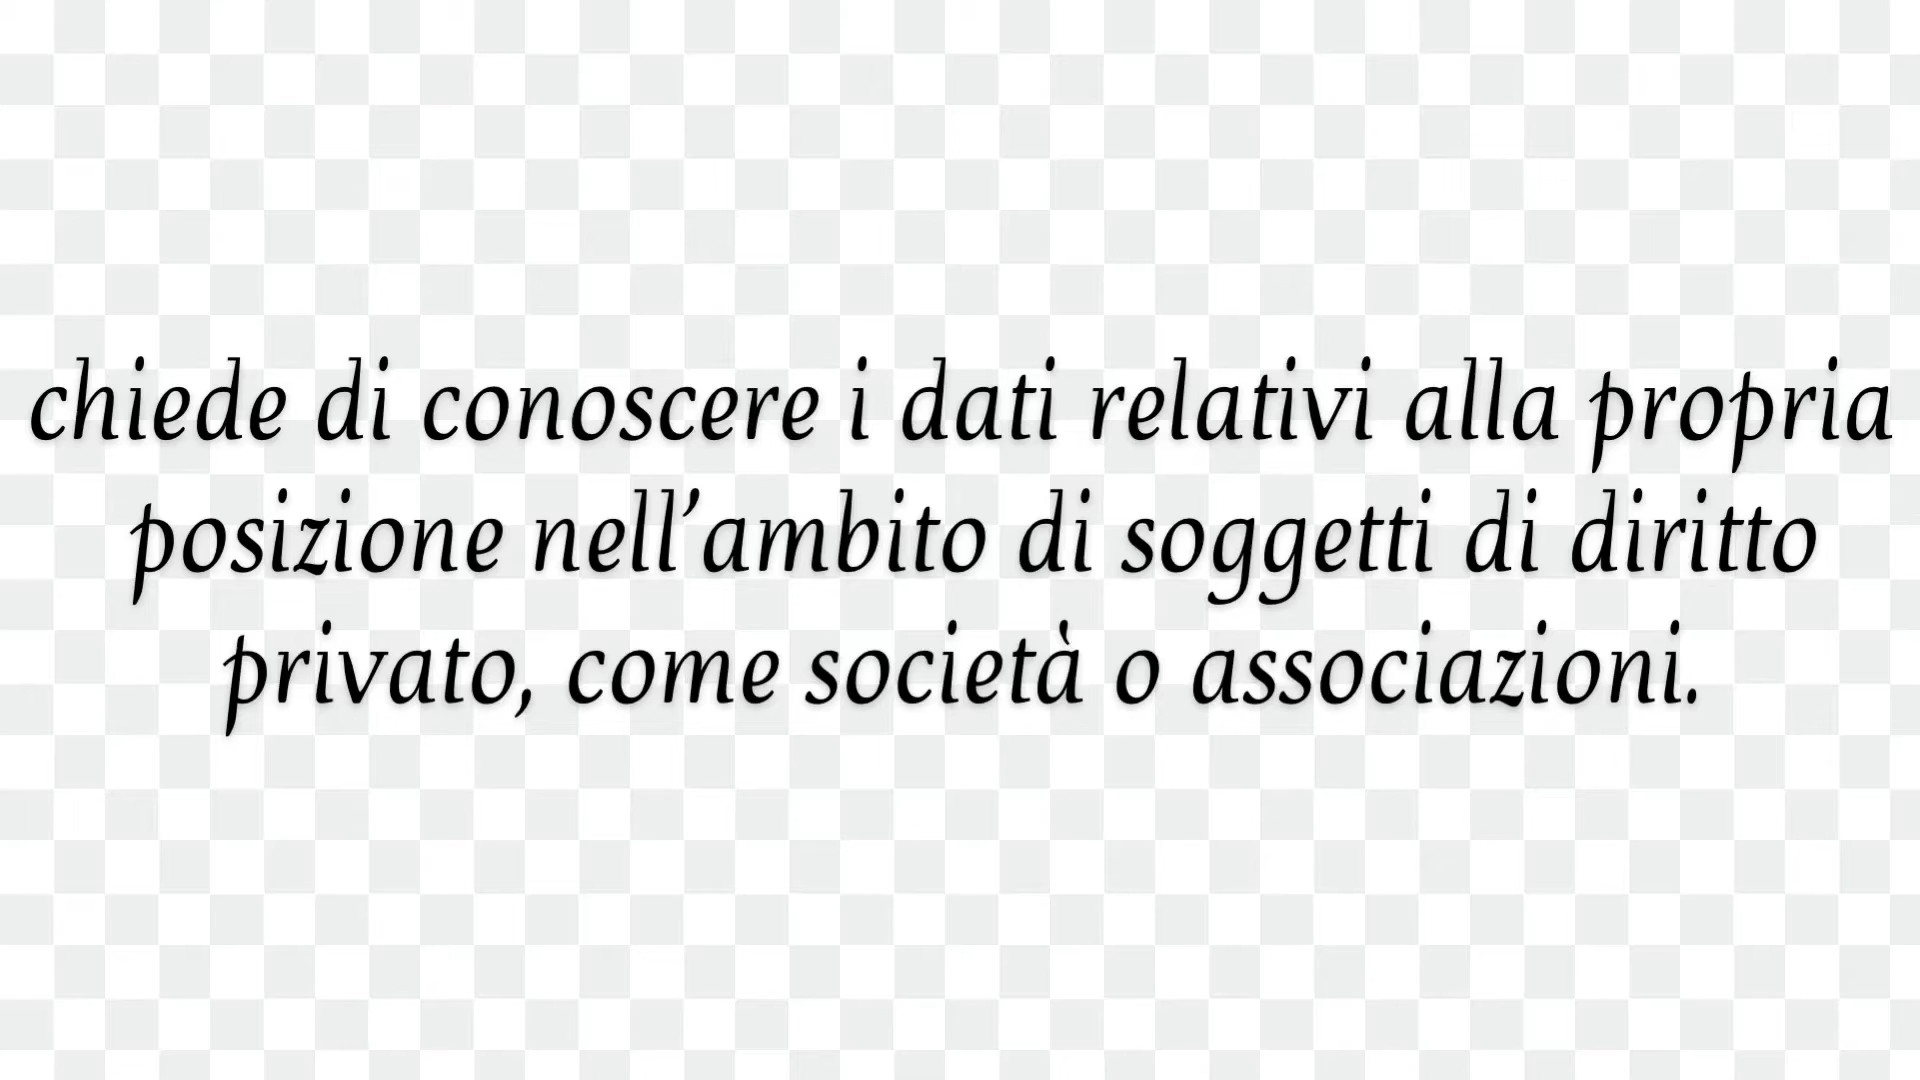 chiede di conoscere i dati relativi alla propria
posizione nell’ambito di soggetti di diritto
privato, come società o associazioni.